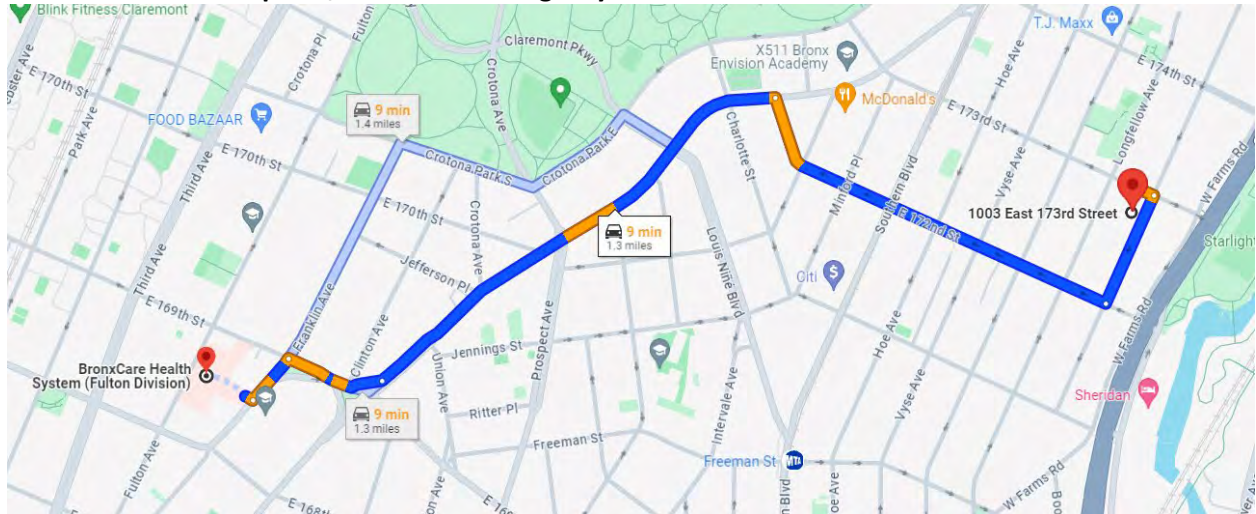 Blink Fitness Claremont
Fulton
Crotona Pl
Claremont Pkwy
X511 Bronx
Envision Academy
T.J. Maxx
Hoe Ave
E 174th St
E 170th St
Park Ave
FOOD BAZAAR
9 min
1.4 miles
Crotona Ave
McDonald's
E 173rd St
Longfellow Ave
W Farms Rd
Third Ave
E 170th St
Crotona Park S
Crotona Park E
Charlotte St
Minford Pl
Southern Blvd
Vyse Ave
1003 East 173rd Street
Starlight
E 170th St
Crotona Ave
9 min
1.3 miles
E 172nd St
Third Ave
Jefferson Pl
Louis Niñé Blvd
Citi
E 169th St
Franklin Ave
Clinton Ave
Prospect Ave
Hoe Ave
W Farms Rd
BronxCare Health
System (Fulton Division)
Union Ave
Jennings St
Vyse Ave
Sheridan
9 min
1.3 miles
Ritter Pl
Intervale Ave
Freeman St
Freeman St
MTA
Fulton Ave
W Farms Rd
E 168th St